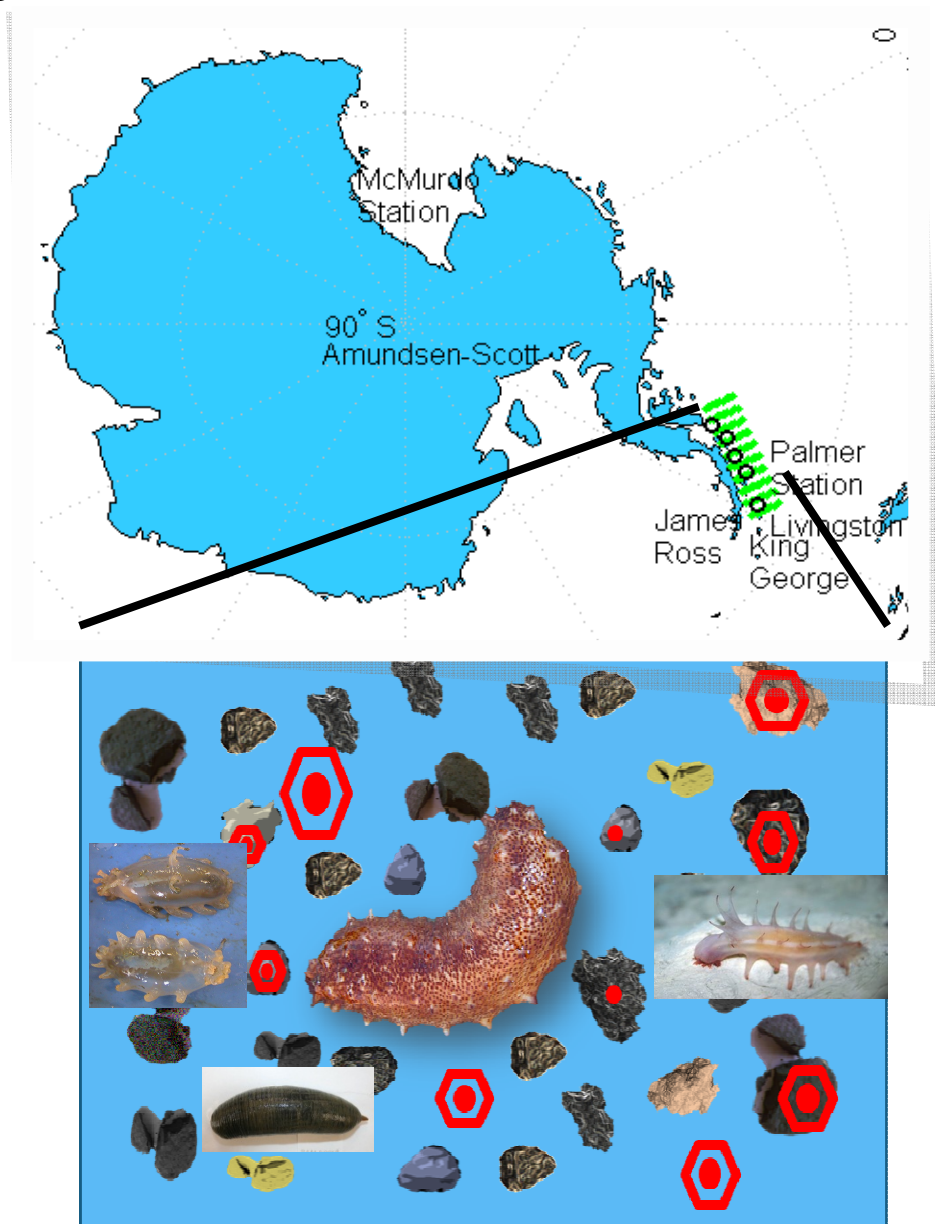 McMurdo
Station
90° S
Amundsen-Scott
Palmer
Station
Livingston
James
Ross
King
George